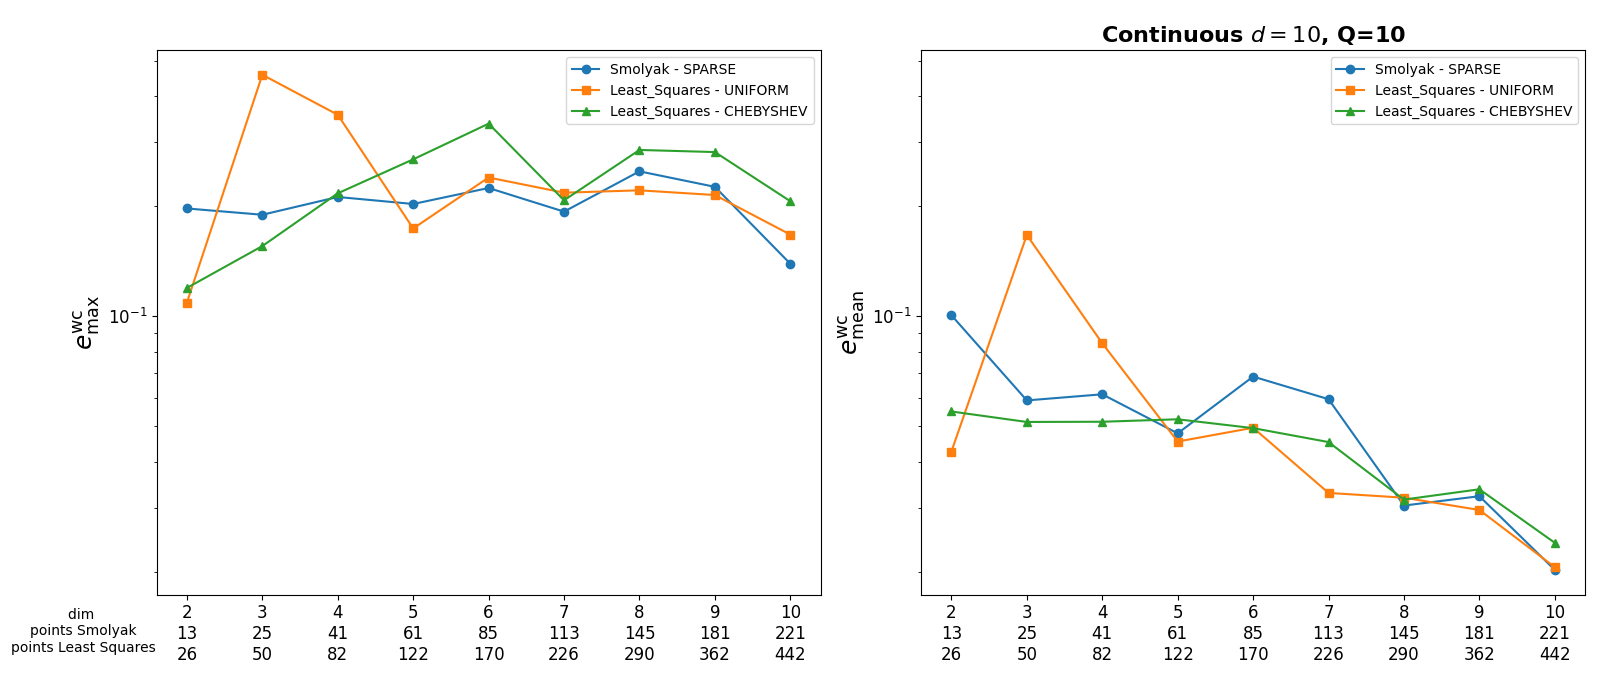 Continuous d = 10, Q=10
Smolyak - SPARSE
Least_Squares - UNIFORM
Least_Squares - CHEBYSHEV
e^wc_max
10^-1
2 3 4 5 6 7 8 9 10
13 25 41 61 85 113 145 181 221
26 50 82 122 170 226 290 362 442
dim
points Smolyak
points Least Squares
Smolyak - SPARSE
Least_Squares - UNIFORM
Least_Squares - CHEBYSHEV
e^wc_mean
10^-1
2 3 4 5 6 7 8 9 10
13 25 41 61 85 113 145 181 221
26 50 82 122 170 226 290 362 442